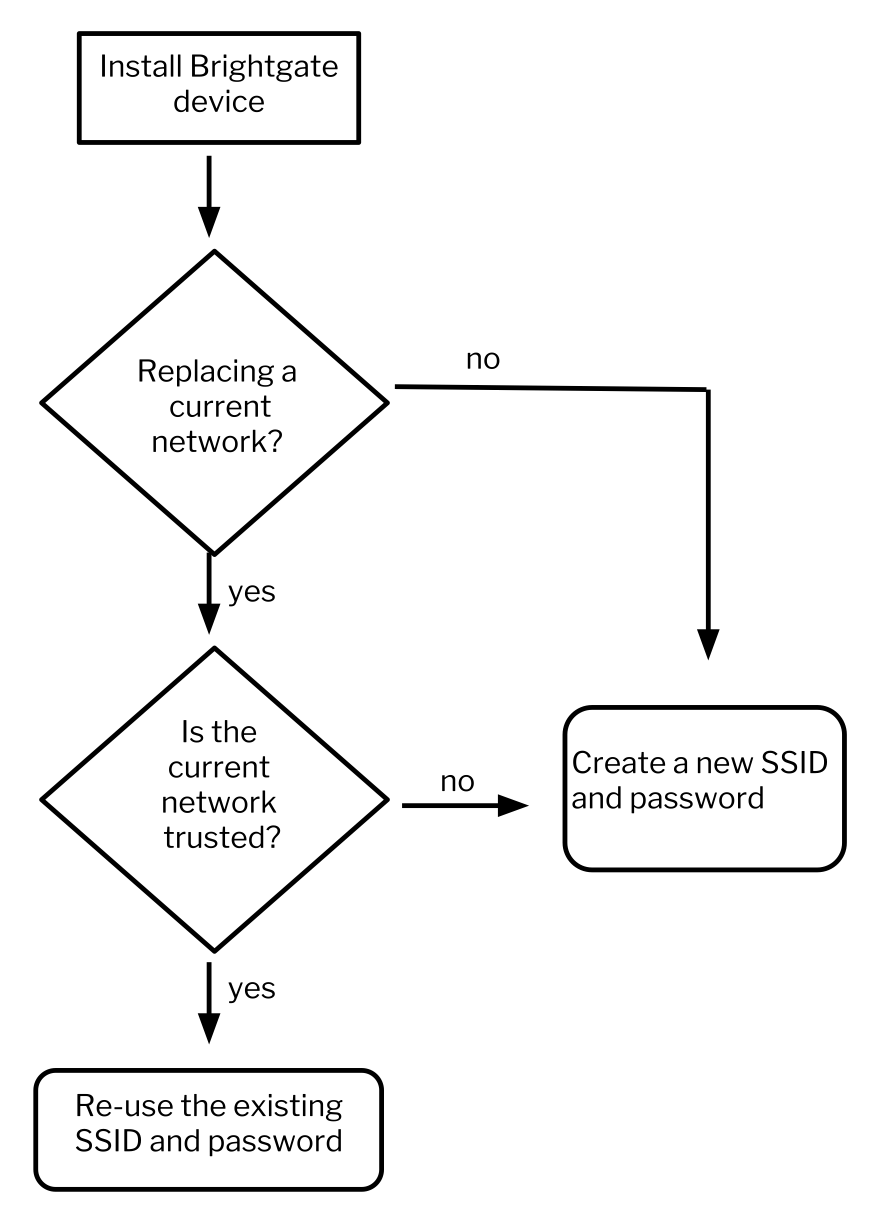 Install Brightgate
device
Replacing a
current
network?
no
yes
Is the
current
network
trusted?
no
Create a new SSID
and password
yes
Re-use the existing
SSID and password